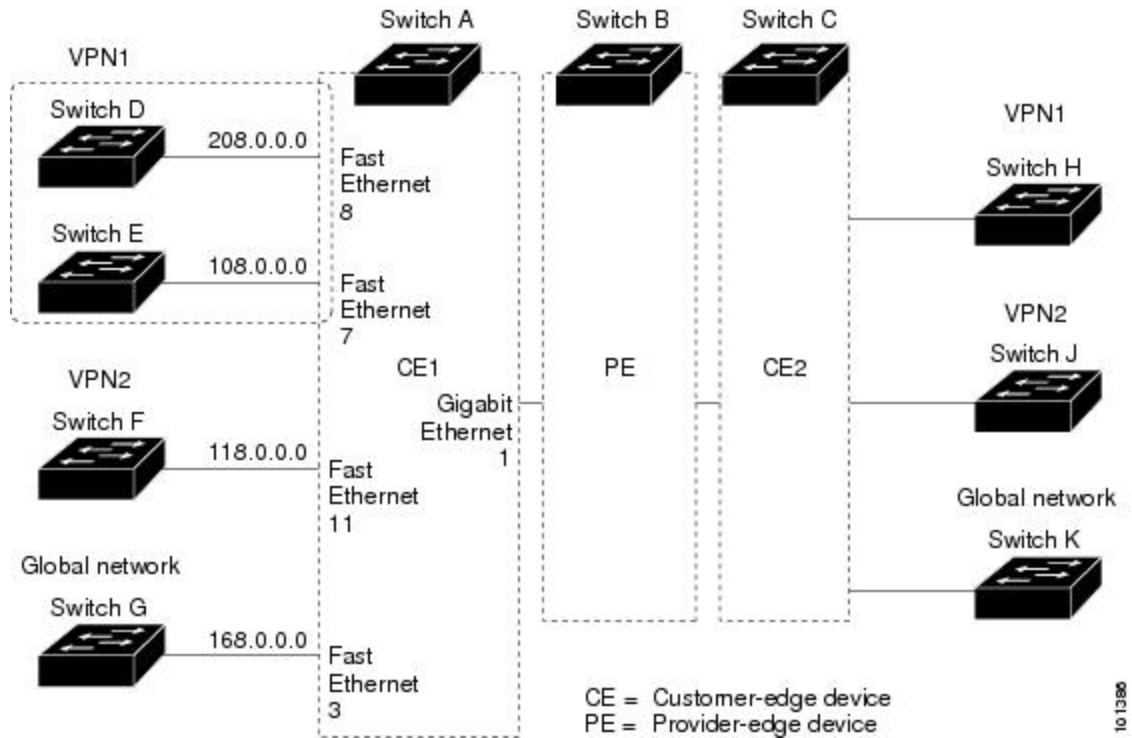 Switch A
Switch B
Switch C
VPN1
Switch D
208.0.0.0
Fast
Ethernet
8
Switch E
108.0.0.0
Fast
Ethernet
7
VPN2
Switch F
118.0.0.0
Fast
Ethernet
11
Global network
Switch G
168.0.0.0
Fast
Ethernet
3
CE1
Gigabit
Ethernet
1
PE
CE2
VPN1
Switch H
VPN2
Switch J
Global network
Switch K
CE = Customer-edge device
PE = Provider-edge device
101386